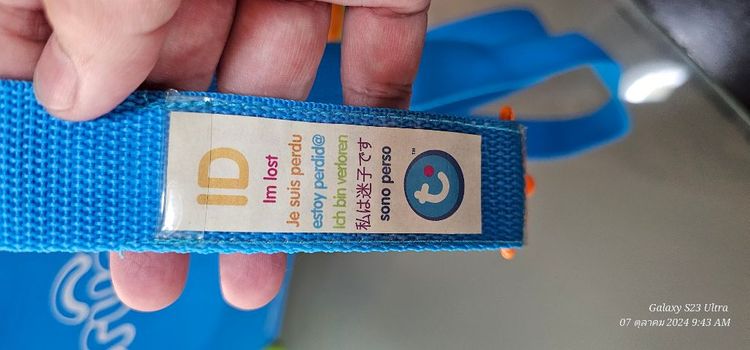 ID
Im lost
Je suis perdu
estoy perdid@
Ich bin verloren
私は迷子です
sono perso
t
TM
Galaxy S23 Ultra
07 ตุลาคม 2024 9:43 AM